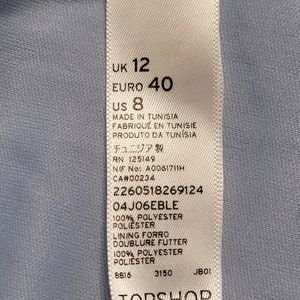 UK 12
EURO 40
US 8
MADE IN TUNISIA
FABRIQUÉ EN TUNISIE
PRODUTO DA TUNÍSIA
チュニジア製
RN 125149
NIF No: A0061711H
CA#00234
2260518269124
04J06EBLE
100% POLYESTER
POLIÉSTER
LINING FORRO
DOUBLURE FUTTER
100% POLYESTER
POLIÉSTER
BB16 3150 JB01
TOPSHOP